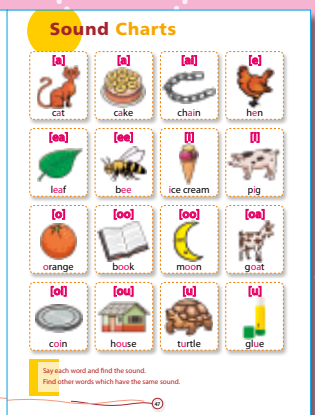 Sound Charts
[a] [a] [ai] [e]
cat cake chain hen
[ea] [ee] [i] [i]
leaf bee ice cream pig
[o] [oo] [oo] [oa]
orange book moon goat
[oi] [ou] [u] [u]
coin house turtle glue
Say each word and find the sound.
Find other words which have the same sound.
47